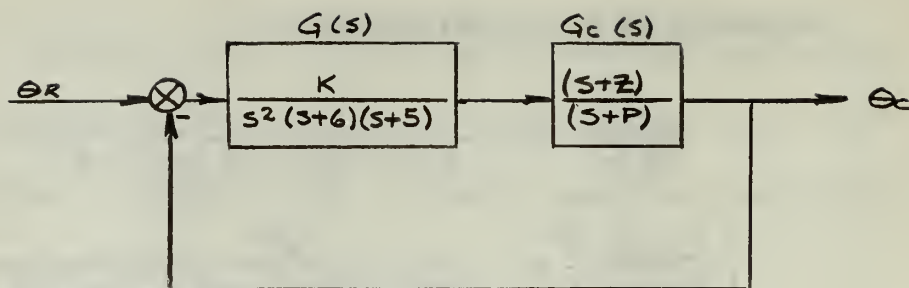 G(s) Gc(s)
ΘR K (s+Z) ΘC
- s²(s+6)(s+5) (s+P)